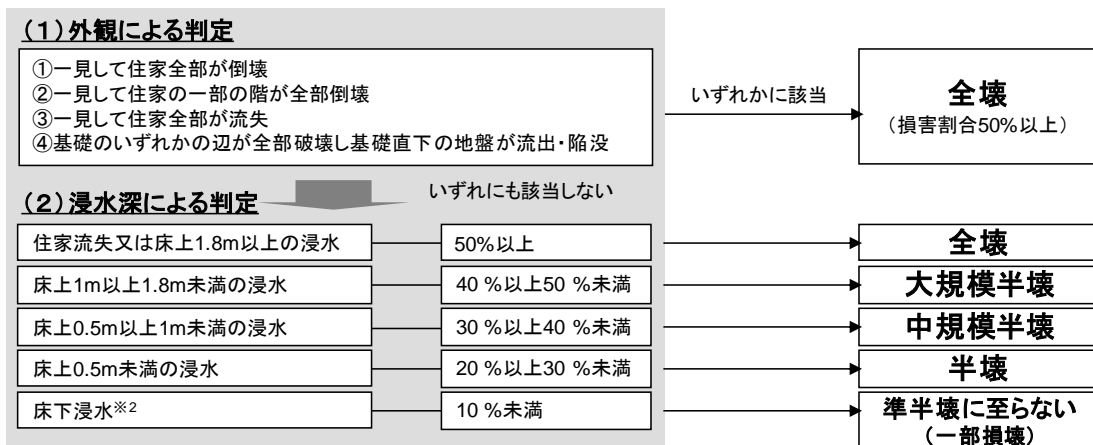 (1)外観による判定
①一見して住家全部が倒壊
②一見して住家の一部の階が全部倒壊
③一見して住家全部が流失
④基礎のいずれかの辺が全部破壊し基礎直下の地盤が流出・陥没
いずれかに該当
全壊
(損害割合50%以上)
いずれにも該当しない
(2)浸水深による判定
住家流失又は床上1.8m以上の浸水 50%以上 全壊
床上1m以上1.8m未満の浸水 40 %以上50 %未満 大規模半壊
床上0.5m以上1m未満の浸水 30 %以上40 %未満 中規模半壊
床上0.5m未満の浸水 20 %以上30 %未満 半壊
床下浸水※2 10 %未満 準半壊に至らない
(一部損壊)